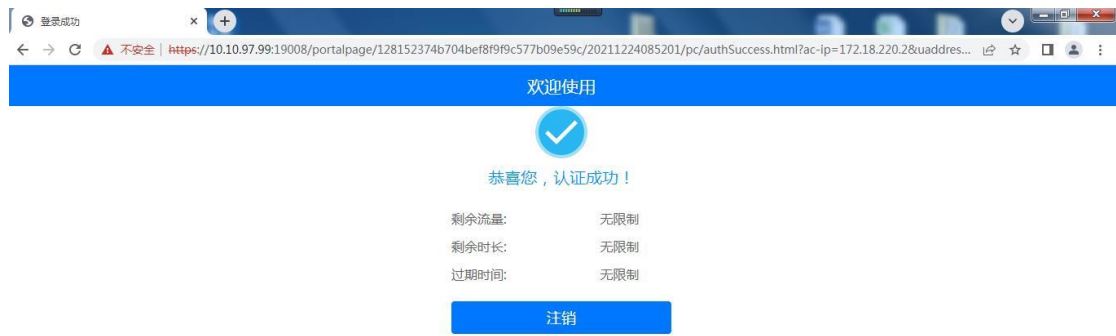 登录成功
不安全 | https://10.10.97.99:19008/portalpage/128152374b704bef8f9f9c577b09e59c/20211224085201/pc/authSuccess.html?ac-ip=172.18.220.2&uaddres...
欢迎使用
恭喜您，认证成功！
剩余流量: 无限制
剩余时长: 无限制
过期时间: 无限制
注销